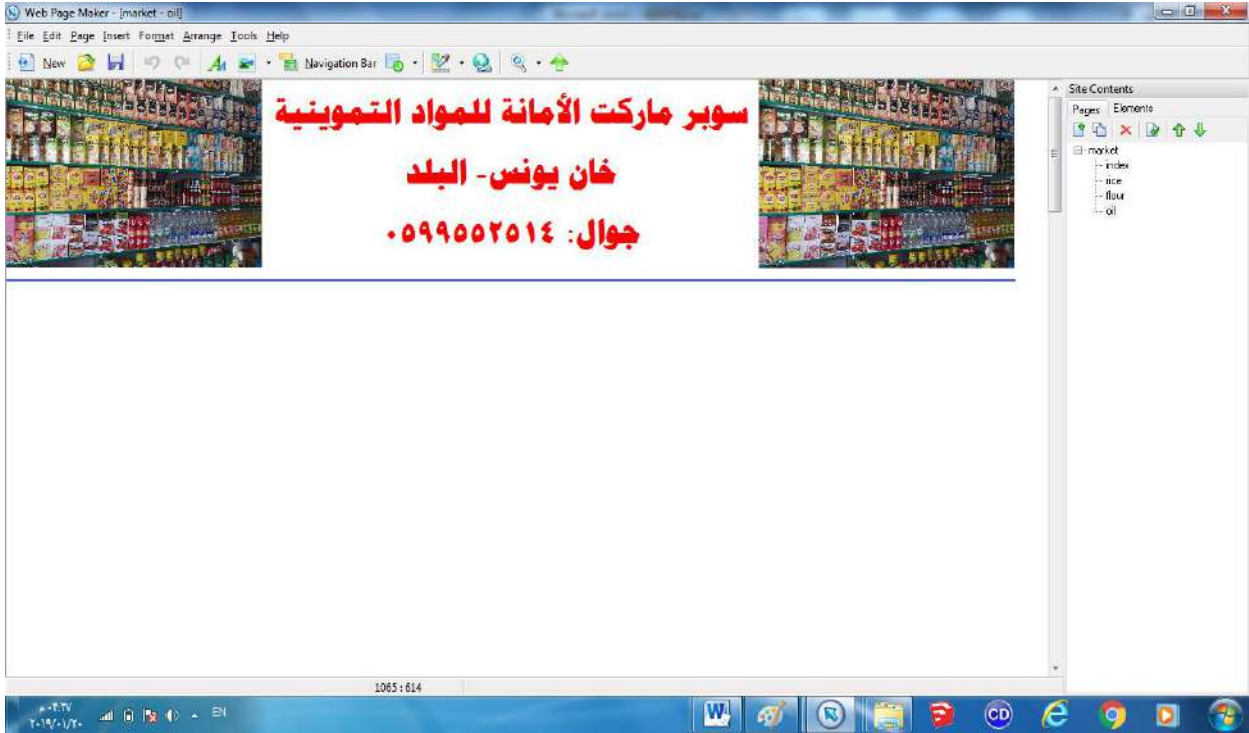 Web Page Maker - [market - oil]
File Edit Page Insert Format Arrange Tools Help
New Navigation Bar
سوبر ماركت الأمانة للمواد التموينية
خان يونس- البلد
جوال: ٠٥٩٩٥٥٢٥١٤
Site Contents
Pages Elements
market
index
rice
flour
oil
1065 : 614
EN
CD